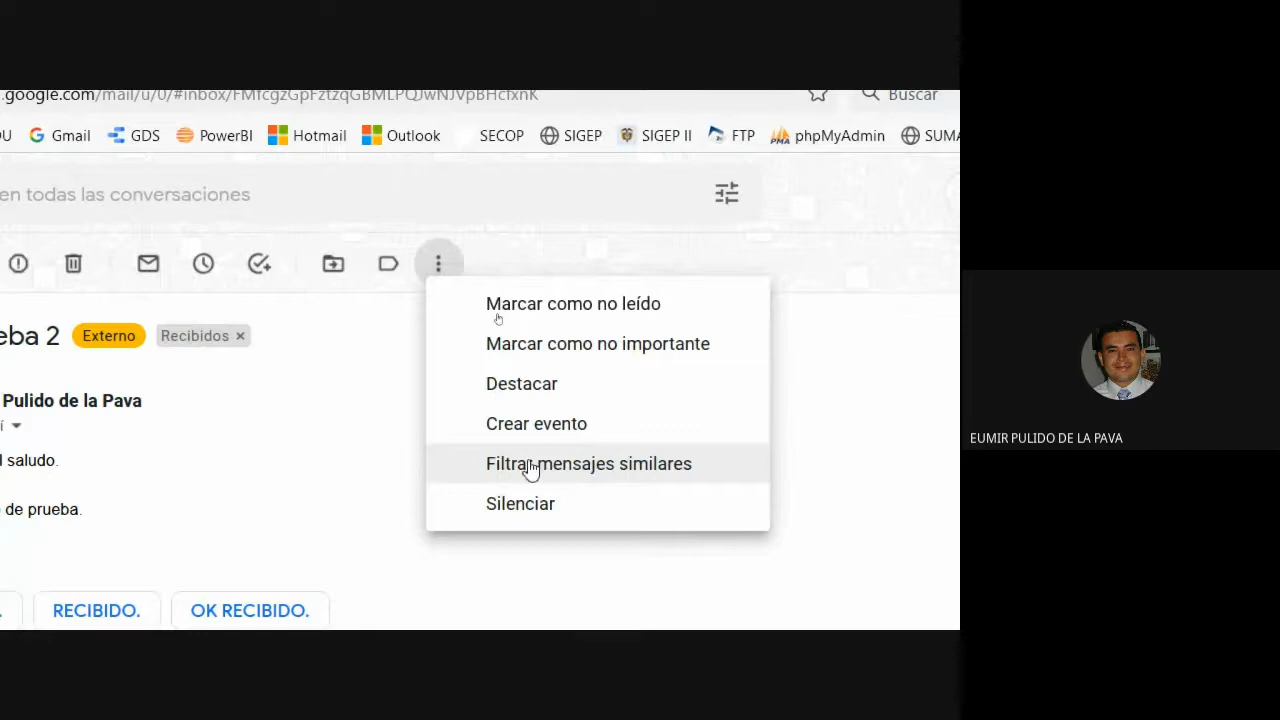 .google.com/mail/u/0/#inbox/FMfcgzGpFztzqGBMLPQJwNJVpBHcfxnK
Buscar
Gmail GDS PowerBI Hotmail Outlook SECOP SIGEP SIGEP II FTP phpMyAdmin SUMA
en todas las conversaciones
Marcar como no leído
eba 2 Externo Recibidos ×
Marcar como no importante
Destacar
Pulido de la Pava
Crear evento
l saludo.
Filtrar mensajes similares
Silenciar
de prueba.
RECIBIDO. OK RECIBIDO.
EUMIR PULIDO DE LA PAVA